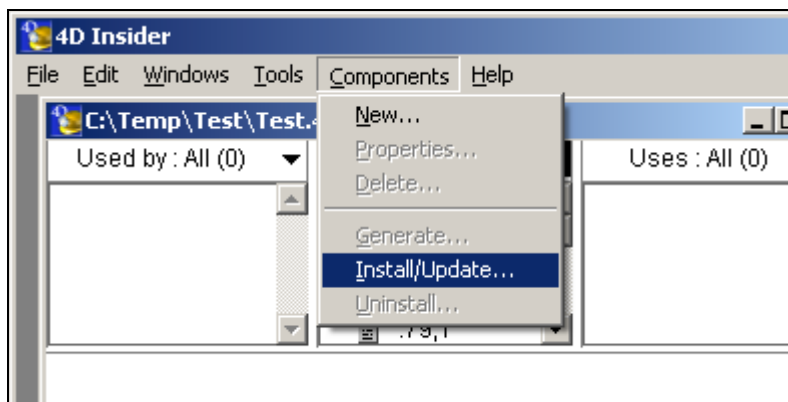 4D Insider
File Edit Windows Tools Components Help
C:\Temp\Test\Test.
Used by : All (0)
Uses : All (0)
New...
Properties...
Delete...
Generate...
Install/Update...
Uninstall...